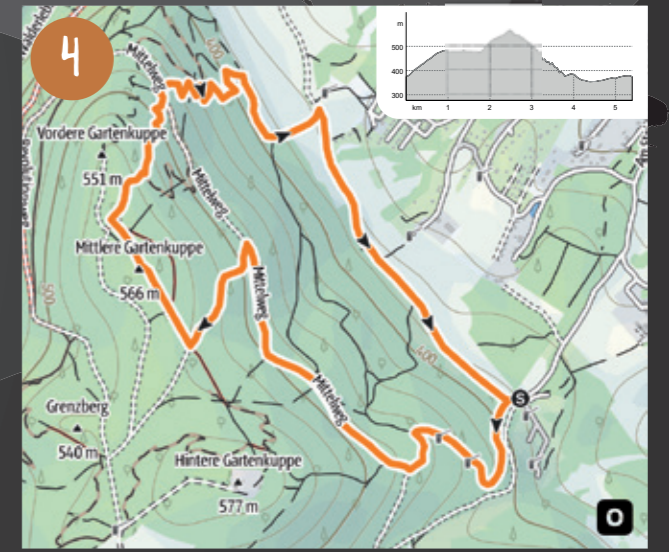 4
m
500
400
300
km 1 2 3 4 5
400
Mittelweg
Vordere Gartenkuppe
551 m
Mittelweg
Mittlere Gartenkuppe
566 m
Mittelweg
500
400
Mittelweg
S
Grenzberg
540 m
Hintere Gartenkuppe
577 m
O